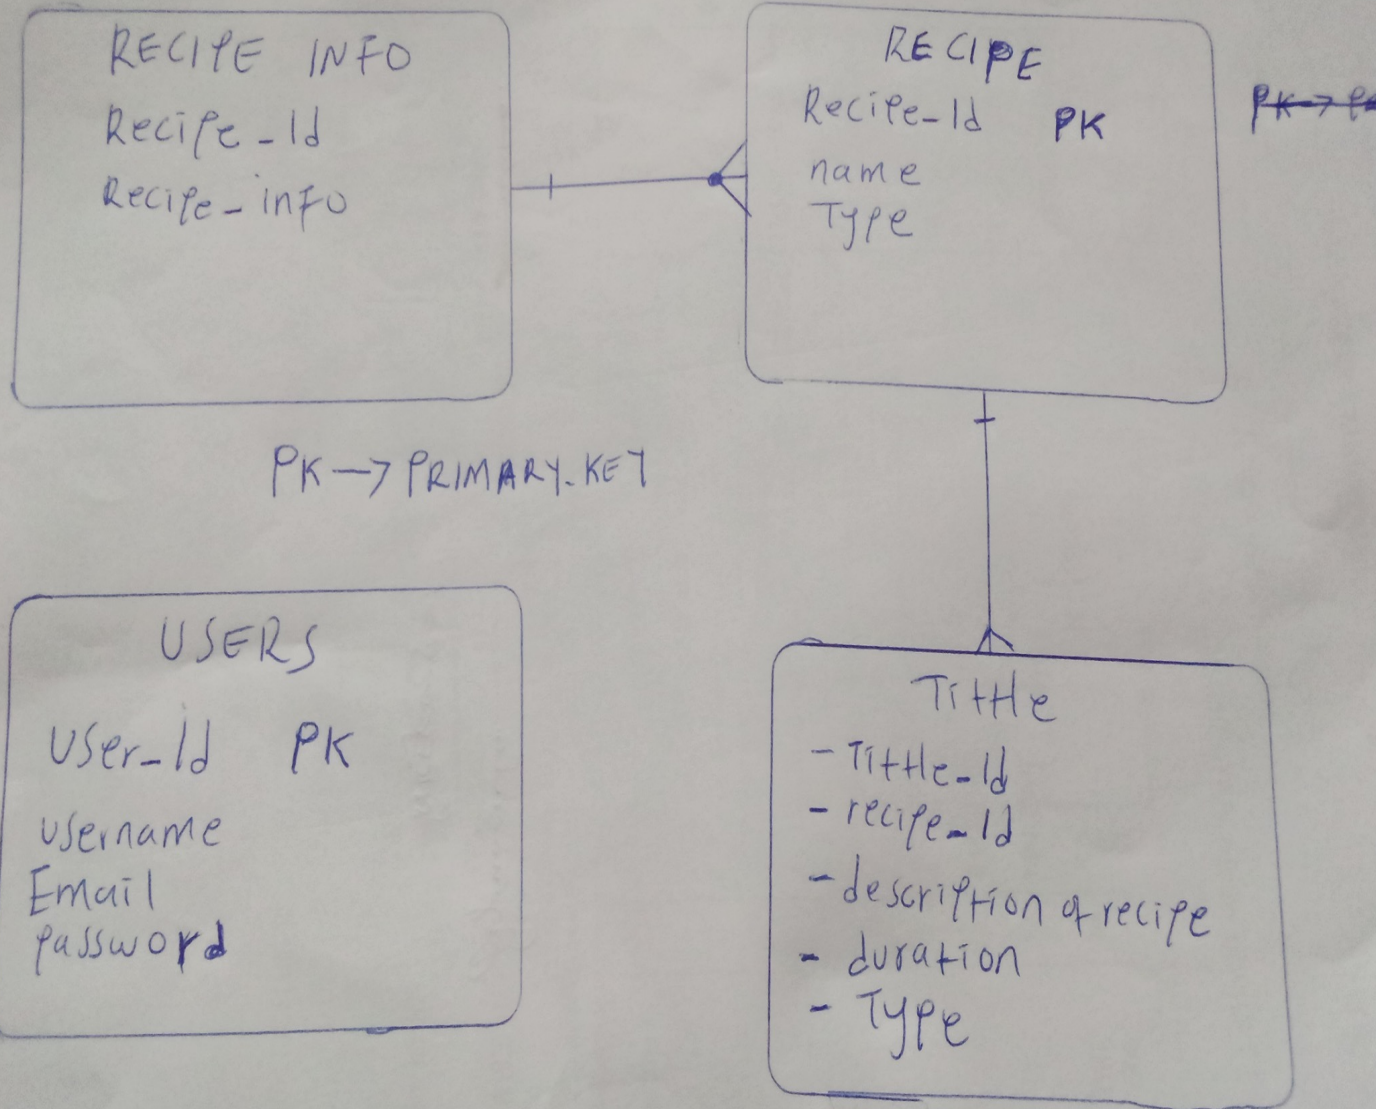 RECIPE INFO
Recipe_Id
Recipe_info
RECIPE
Recipe_Id PK
name
Type
PK→
PK → PRIMARY.KEY
USERS
User_Id PK
username
Email
password
Tittle
- Tittle_Id
- recipe_Id
- description of recipe
- duration
- Type